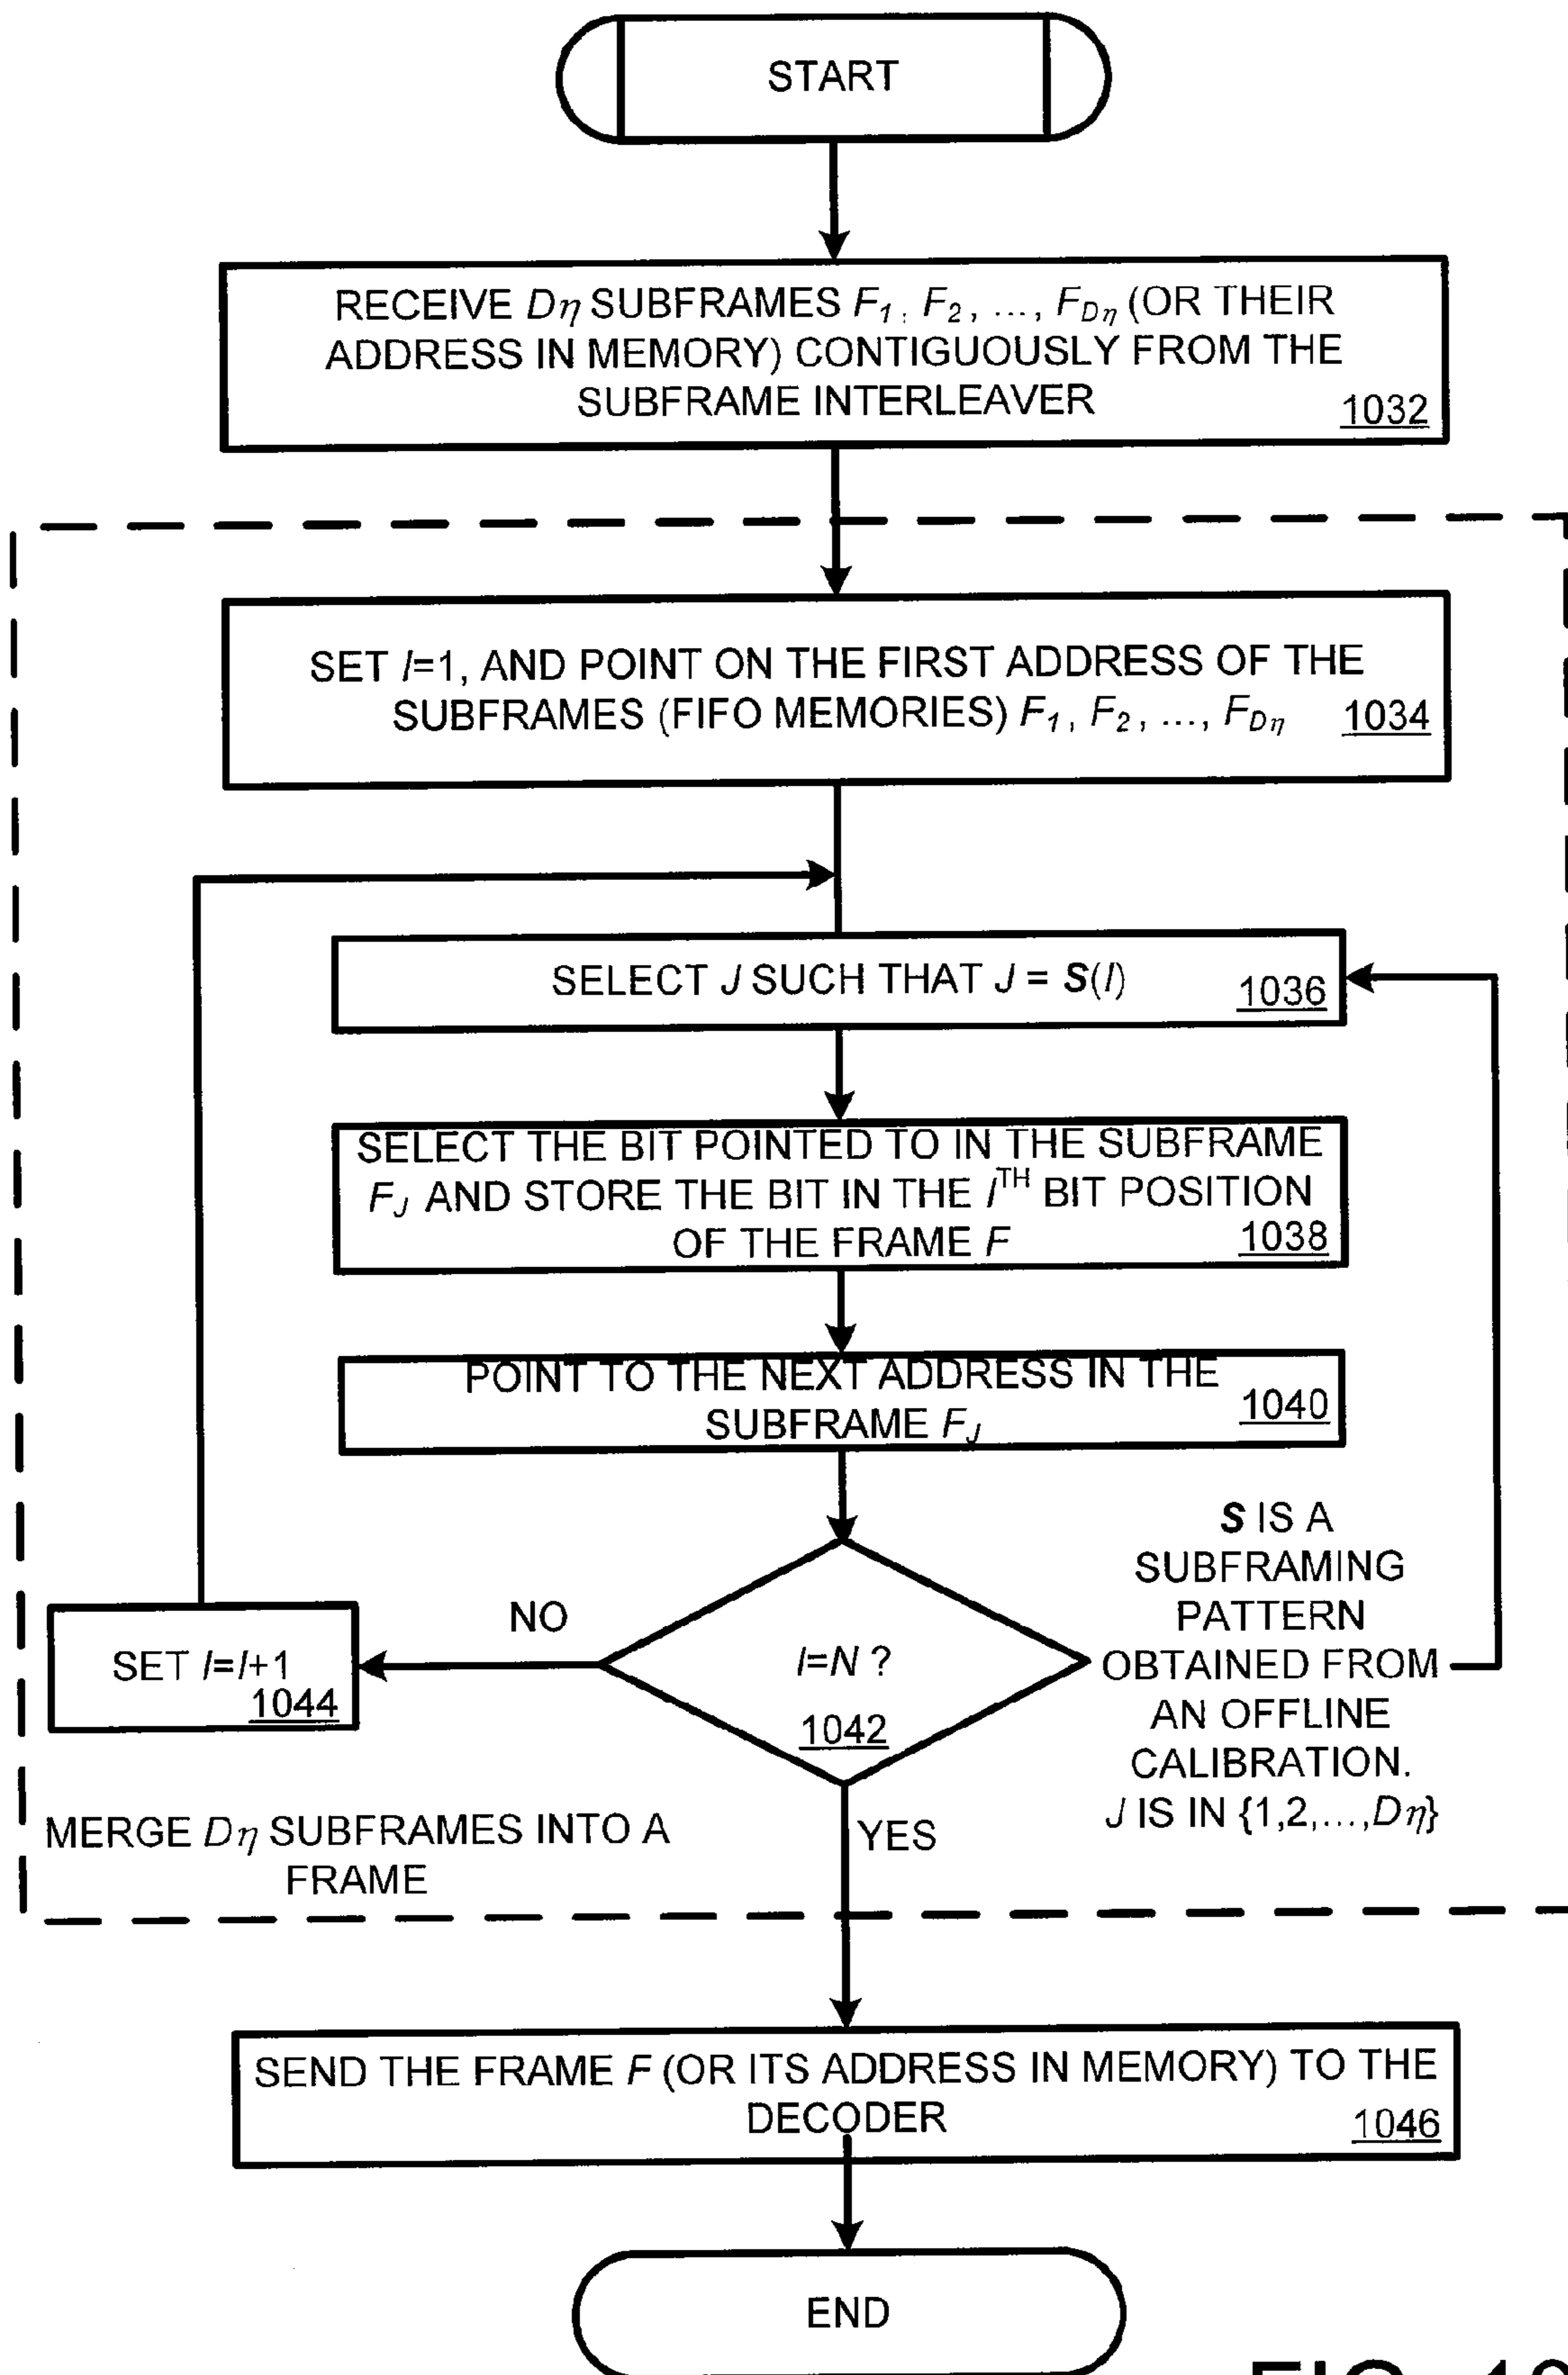 START
RECEIVE Dη SUBFRAMES F1, F2, ..., FDη (OR THEIR
ADDRESS IN MEMORY) CONTIGUOUSLY FROM THE
SUBFRAME INTERLEAVER
1032
SET I=1, AND POINT ON THE FIRST ADDRESS OF THE
SUBFRAMES (FIFO MEMORIES) F1, F2, ..., FDη
1034
SELECT J SUCH THAT J = S(I)
1036
SELECT THE BIT POINTED TO IN THE SUBFRAME
FJ AND STORE THE BIT IN THE ITH BIT POSITION
OF THE FRAME F
1038
POINT TO THE NEXT ADDRESS IN THE
SUBFRAME FJ
1040
I=N ?
1042
NO
SET I=I+1
1044
S IS A
SUBFRAMING
PATTERN
OBTAINED FROM
AN OFFLINE
CALIBRATION.
J IS IN {1,2,...,Dη}
MERGE Dη SUBFRAMES INTO A
FRAME
YES
SEND THE FRAME F (OR ITS ADDRESS IN MEMORY) TO THE
DECODER
1046
END